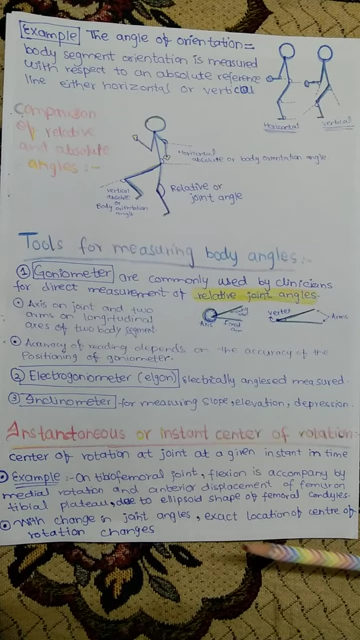 Example The angle of orientation =
body segment orientation is measured
with respect to an absolute reference
line either horizontal or vertical
Horizontal
Vertical
Comparison
of relative
and absolute
angles :-
Horizontal
absolute or body orientation angle
Vertical
absolute
or
Body orientation
angle
Relative or
joint angle
Tools for measuring body angles:-
① Goniometer are commonly used by clinicians
for direct measurement of relative joint angles.
Axis on joint and two
arms on longitudinal
axes of two body segment
Axis
Fixed
arm
vertex
Arms
Accuracy of reading depends on the accuracy of the
positioning of goniometer.
② Electrogoniometer (elgon) electrically angles measured.
③ Inclinometer for measuring slope, elevation, depression.
Anstantaneous or instant center of rotation:
center of rotation at joint at a given instant in time
Example :- On tibofemoral joint, flexion is accompany by
medial rotation and anterior displacement of femur on
tibial plateau, due to ellipsoid shape of femoral condyles.
With change in joint angles, exact location of centre of
rotation changes